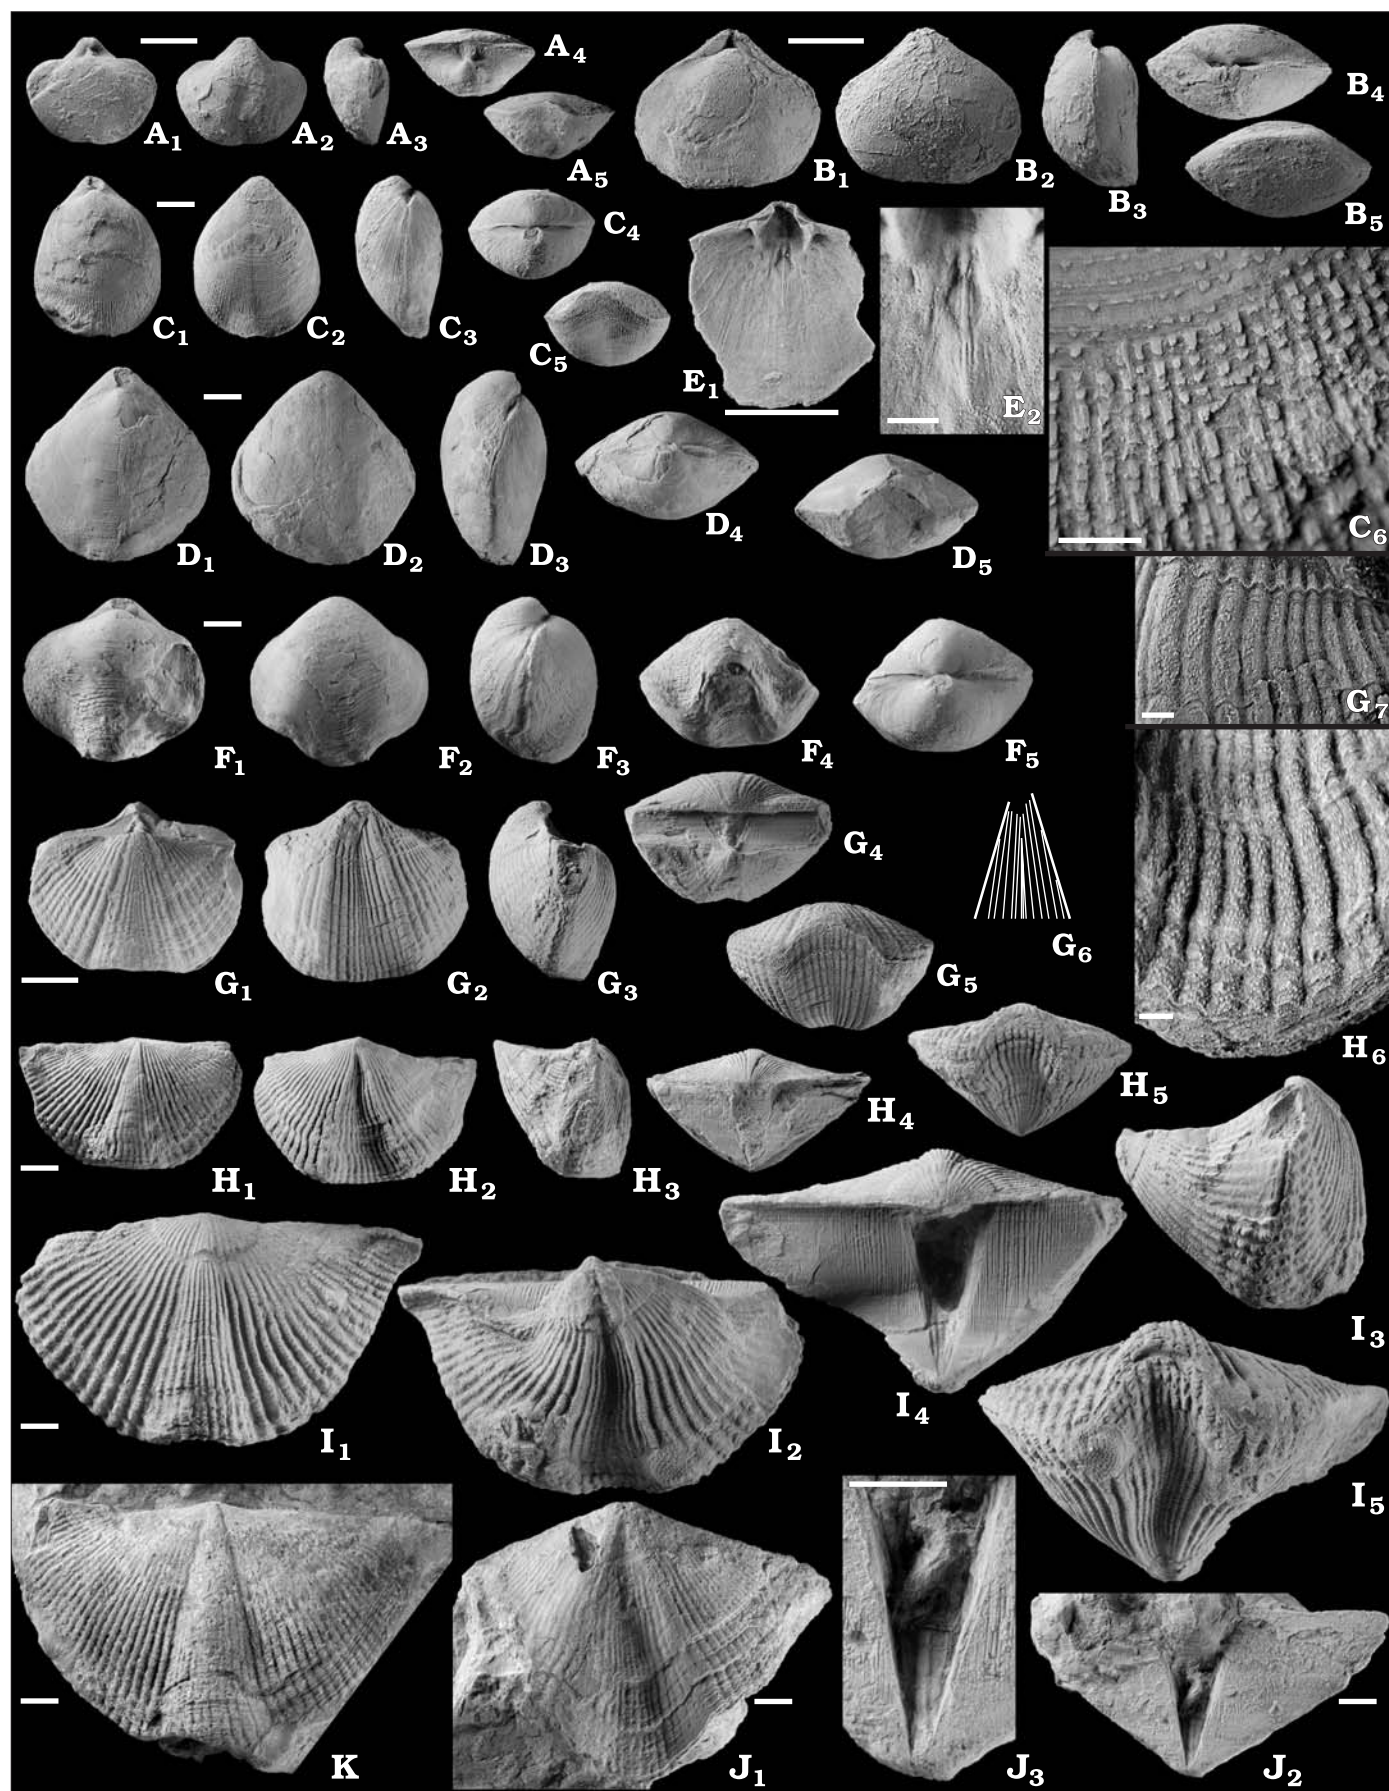 A₁ A₂ A₃ A₄ A₅ B₁ B₂ B₃ B₄ B₅
C₁ C₂ C₃ C₄ C₅ E₁ E₂ C₆
D₁ D₂ D₃ D₄ D₅
F₁ F₂ F₃ F₄ F₅ G₇
G₁ G₂ G₃ G₄ G₅ G₆ H₆
H₁ H₂ H₃ H₄ H₅
I₁ I₂ I₄ I₃ I₅
K J₁ J₃ J₂